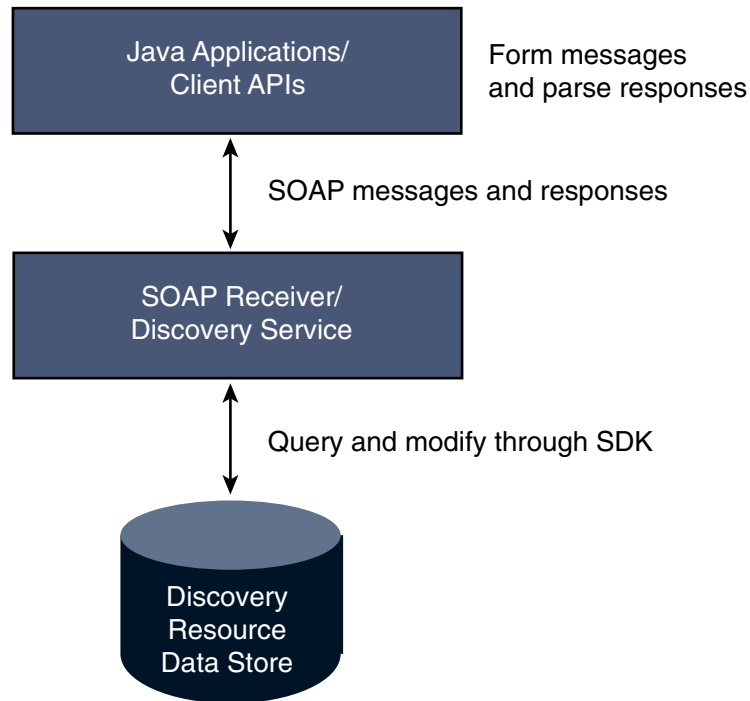 Java Applications/
Client APIs
Form messages
and parse responses
SOAP messages and responses
SOAP Receiver/
Discovery Service
Query and modify through SDK
Discovery
Resource
Data Store